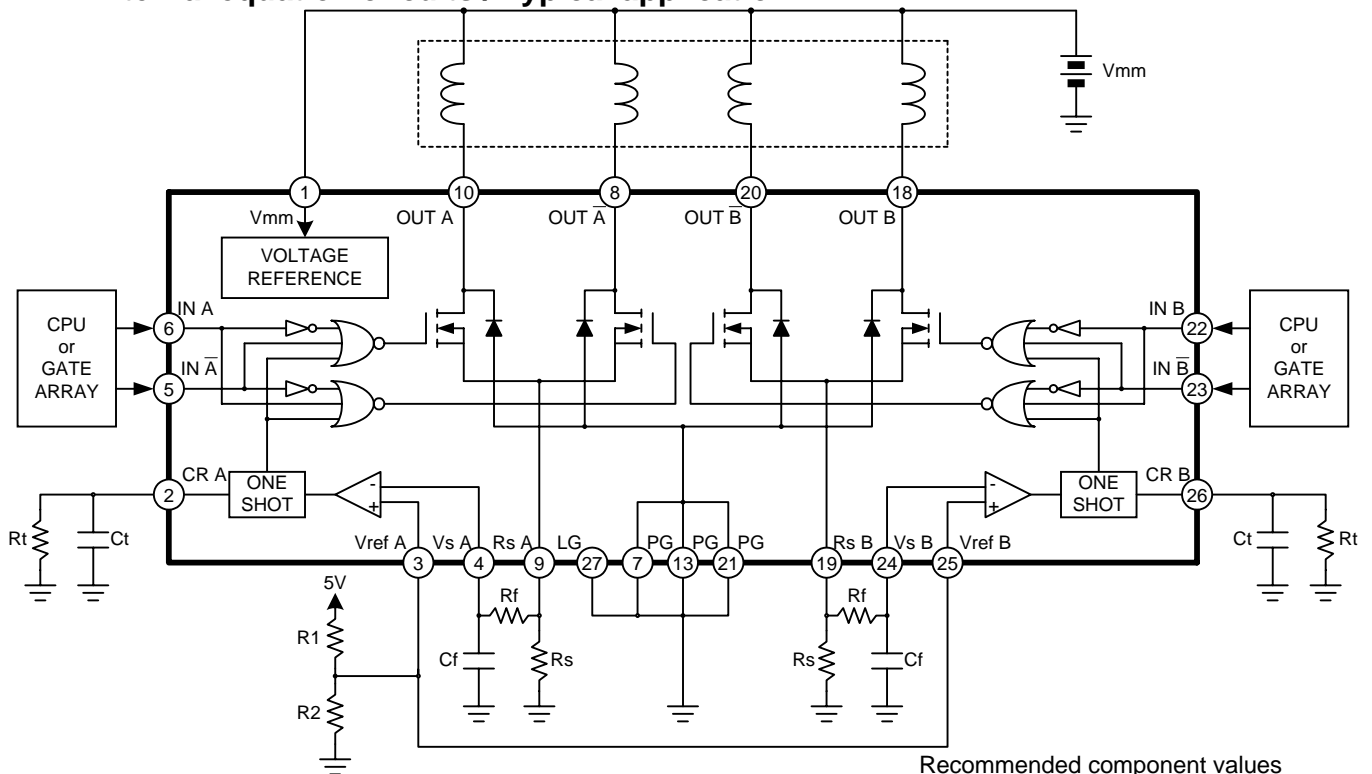 Vmm
1
10
8
20
18
Vmm
OUT A
OUT A̅
OUT B̅
OUT B
VOLTAGE
REFERENCE
CPU
or
GATE
ARRAY
IN A
6
IN A̅
5
IN B
22
IN B̅
23
CPU
or
GATE
ARRAY
CR A
2
ONE
SHOT
-
+
-
+
ONE
SHOT
CR B
26
Rt
Ct
Vref A
Vs A
Rs A
LG
PG
PG
PG
Rs B
Vs B
Vref B
Ct
Rt
3
4
9
27
7
13
21
19
24
25
5V
R1
R2
Rf
Cf
Rs
Rf
Rs
Cf
Recommended component values